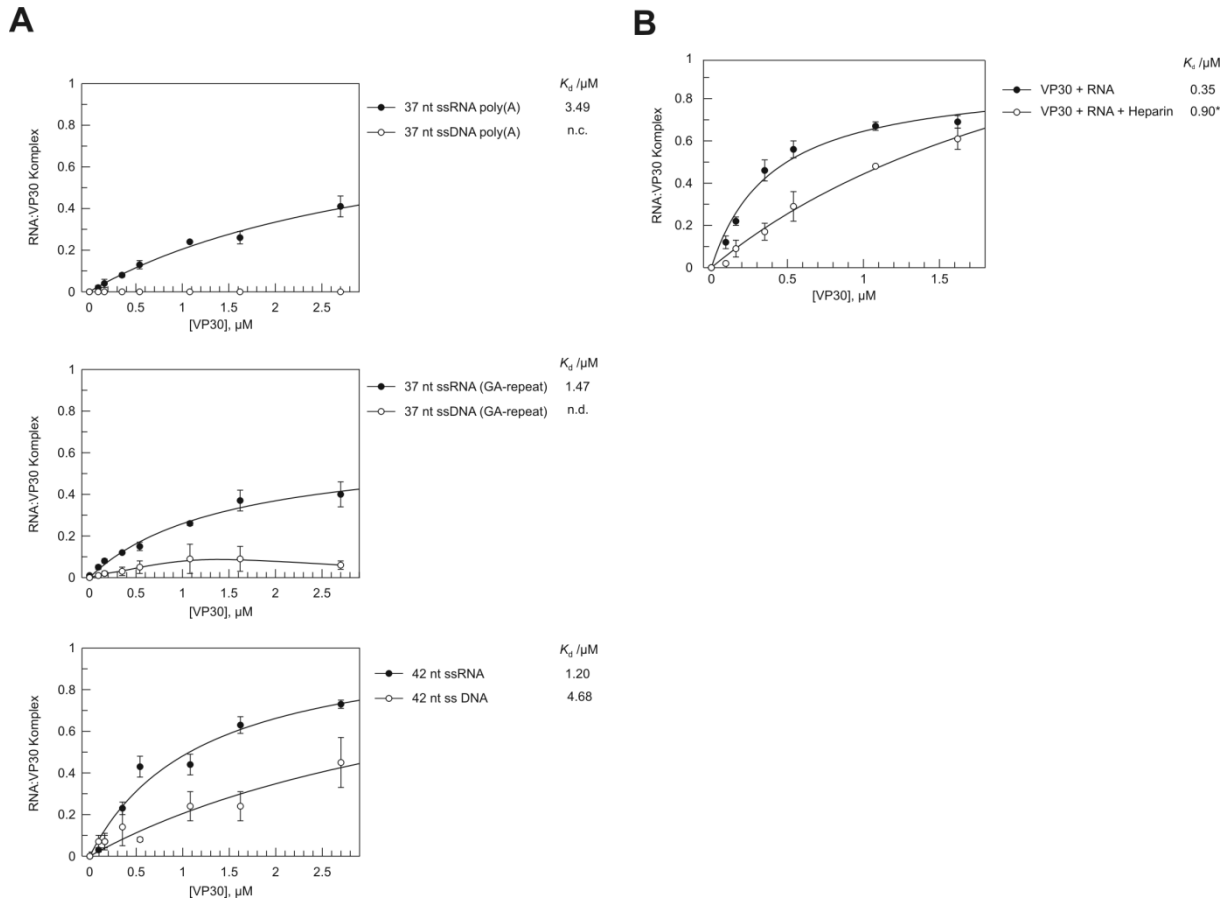 A
K_d /µM
37 nt ssRNA poly(A) 3.49
37 nt ssDNA poly(A) n.c.
RNA:VP30 Komplex
1
0.8
0.6
0.4
0.2
0
0 0.5 1 1.5 2 2.5
[VP30], µM
K_d /µM
37 nt ssRNA (GA-repeat) 1.47
37 nt ssDNA (GA-repeat) n.d.
RNA:VP30 Komplex
1
0.8
0.6
0.4
0.2
0
0 0.5 1 1.5 2 2.5
[VP30], µM
K_d /µM
42 nt ssRNA 1.20
42 nt ss DNA 4.68
RNA:VP30 Komplex
1
0.8
0.6
0.4
0.2
0
0 0.5 1 1.5 2 2.5
[VP30], µM
B
K_d /µM
VP30 + RNA 0.35
VP30 + RNA + Heparin 0.90*
RNA:VP30 Komplex
1
0.8
0.6
0.4
0.2
0
0 0.5 1 1.5
[VP30], µM